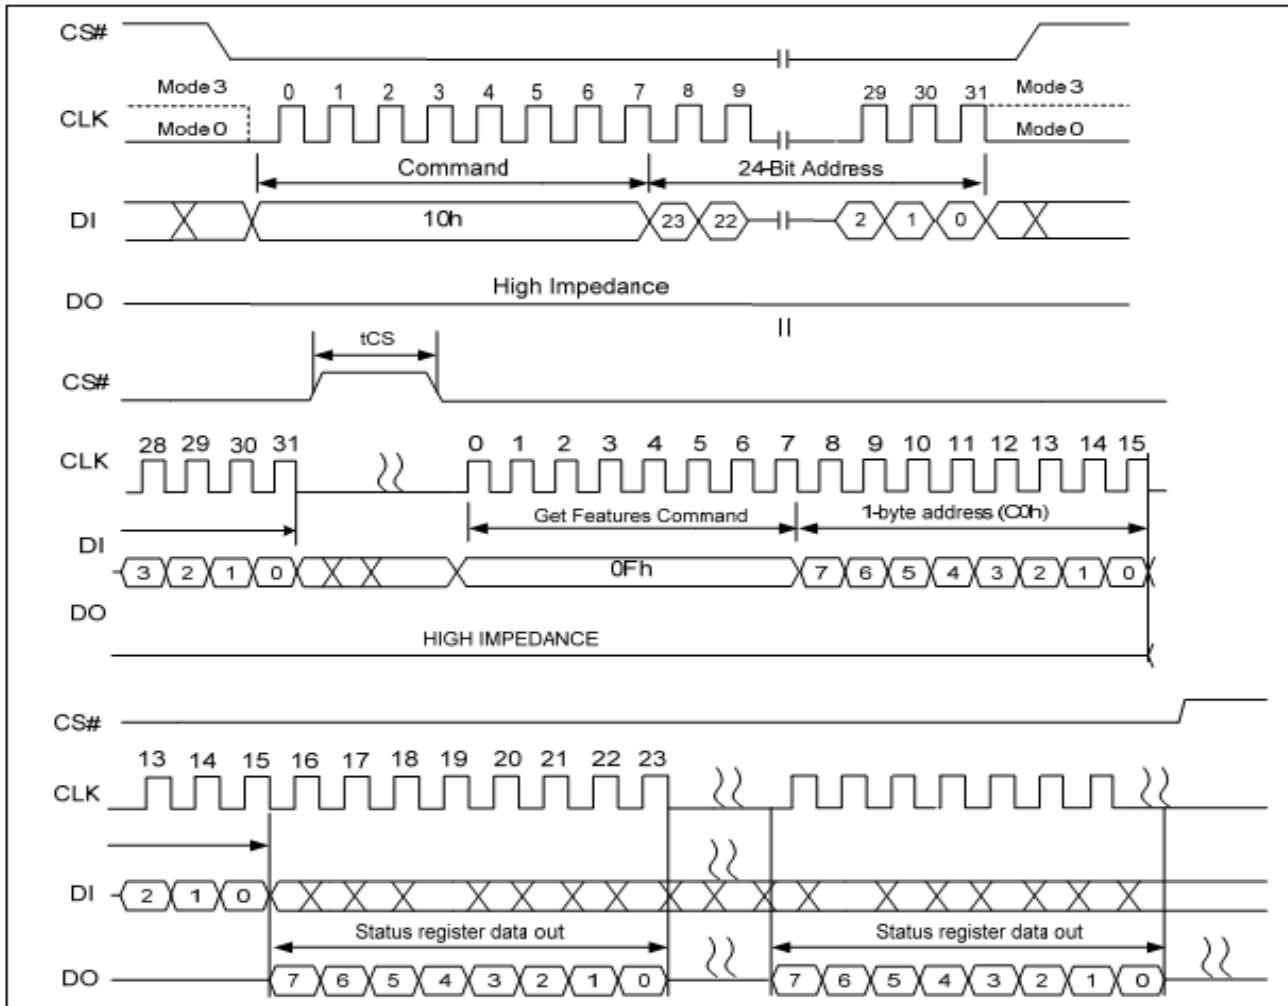 CS#
Mode 3 0 1 2 3 4 5 6 7 8 9 29 30 31 Mode 3
CLK
Mode 0 Mode 0
Command 24-Bit Address
DI 10h 23 22 2 1 0
High Impedance
DO
tCS
CS#
28 29 30 31 0 1 2 3 4 5 6 7 8 9 10 11 12 13 14 15
CLK
Get Features Command 1-byte address (C0h)
DI
3 2 1 0 0Fh 7 6 5 4 3 2 1 0
DO
HIGH IMPEDANCE
CS#
13 14 15 16 17 18 19 20 21 22 23
CLK
DI 2 1 0
Status register data out Status register data out
DO 7 6 5 4 3 2 1 0 7 6 5 4 3 2 1 0